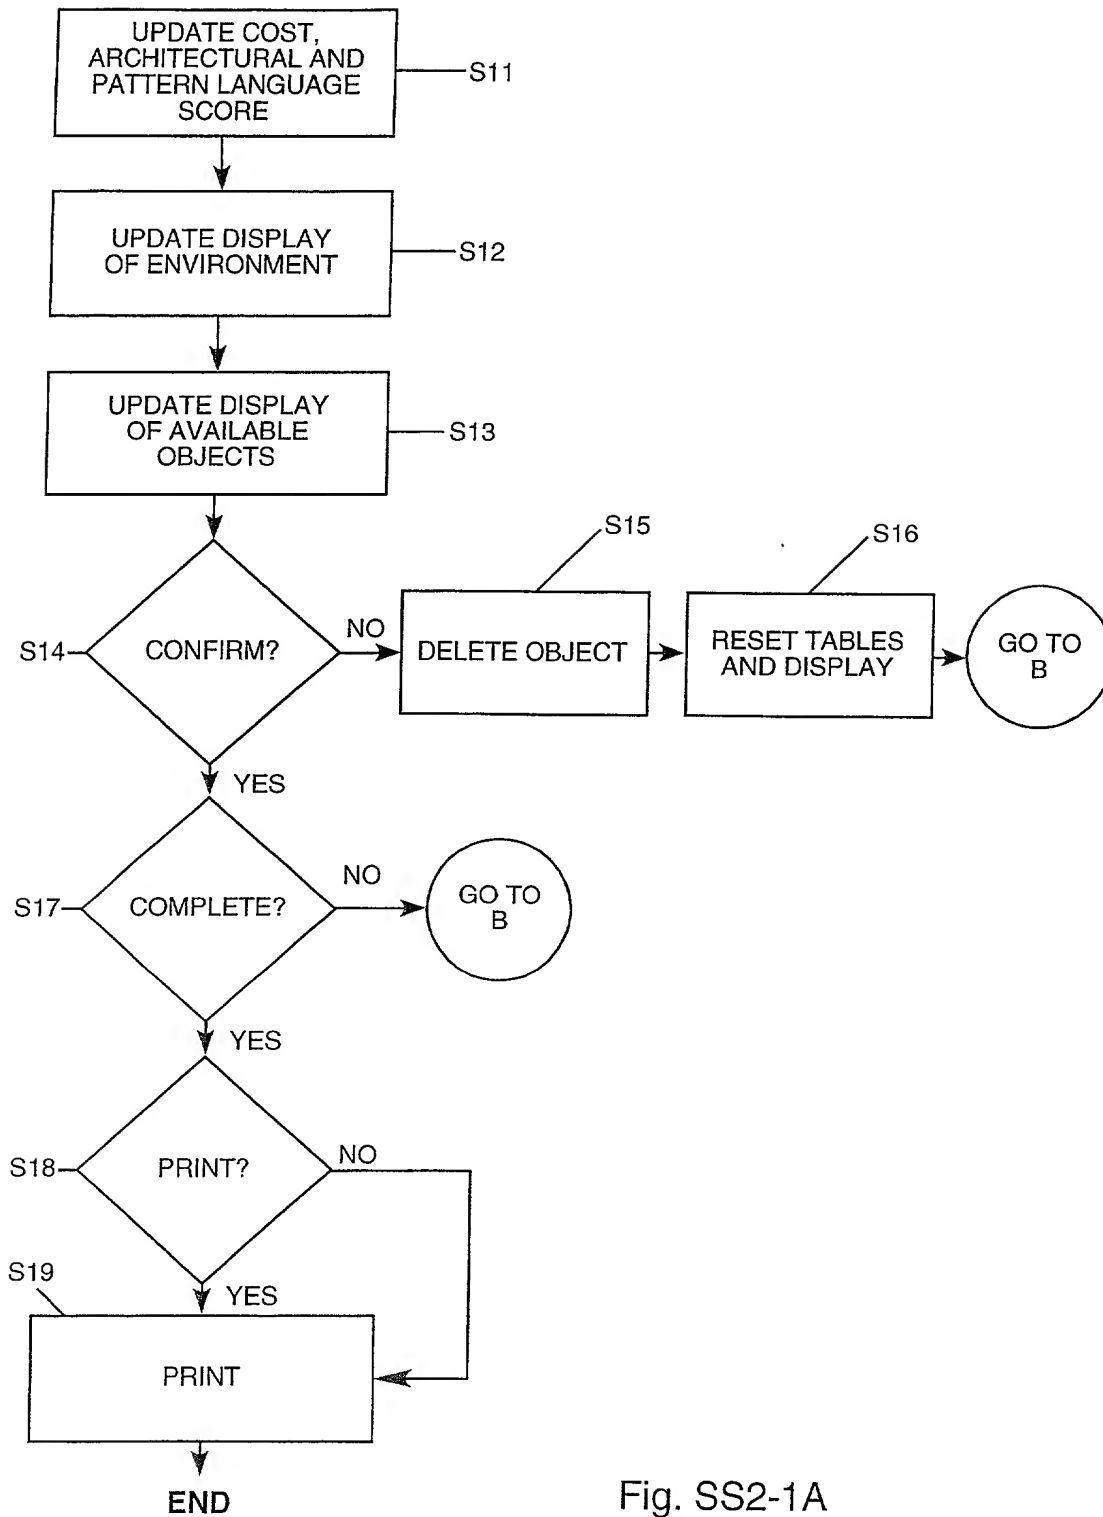 UPDATE COST,
ARCHITECTURAL AND
PATTERN LANGUAGE
SCORE
S11
UPDATE DISPLAY
OF ENVIRONMENT
S12
UPDATE DISPLAY
OF AVAILABLE
OBJECTS
S13
S14
CONFIRM?
NO
S15
DELETE OBJECT
S16
RESET TABLES
AND DISPLAY
GO TO
B
YES
S17
COMPLETE?
NO
GO TO
B
YES
S18
PRINT?
NO
YES
S19
PRINT
END
Fig. SS2-1A